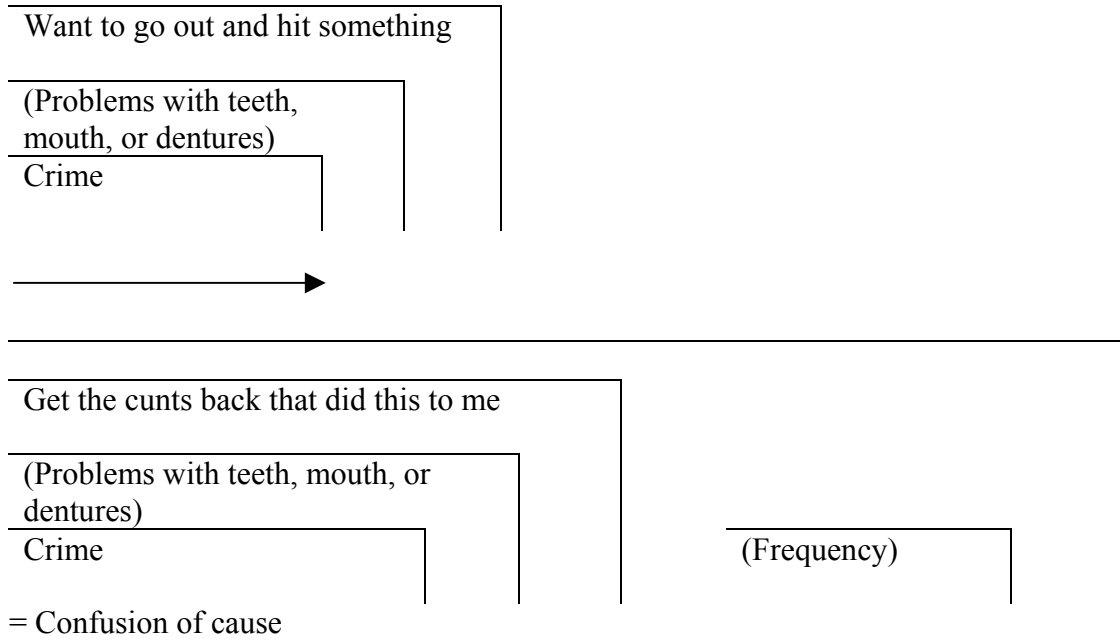 Want to go out and hit something
(Problems with teeth,
mouth, or dentures)
Crime
Get the cunts back that did this to me
(Problems with teeth, mouth, or
dentures)
Crime
(Frequency)
= Confusion of cause